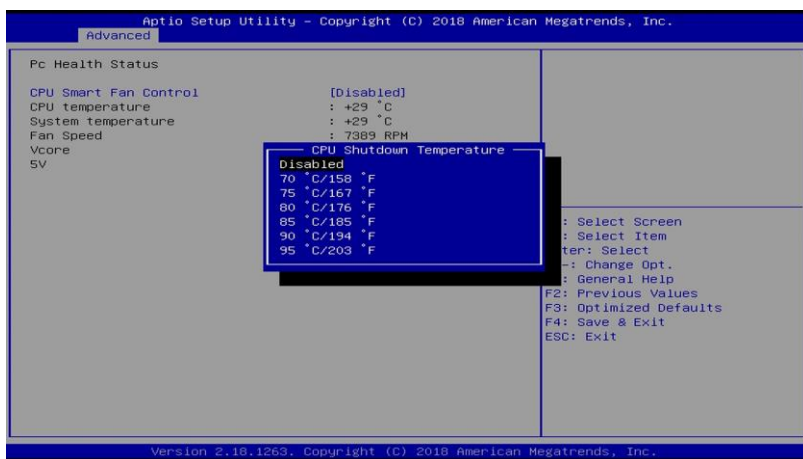 Aptio Setup Utility – Copyright (C) 2018 American Megatrends, Inc.
Advanced
Pc Health Status
CPU Smart Fan Control [Disabled]
CPU temperature : +29 °C
System temperature : +29 °C
Fan Speed : 7389 RPM
Vcore
5V
CPU Shutdown Temperature
Disabled
70 °C/158 °F
75 °C/167 °F
80 °C/176 °F
85 °C/185 °F
90 °C/194 °F
95 °C/203 °F
: Select Screen
: Select Item
ter: Select
-: Change Opt.
: General Help
F2: Previous Values
F3: Optimized Defaults
F4: Save & Exit
ESC: Exit
Version 2.18.1263. Copyright (C) 2018 American Megatrends, Inc.